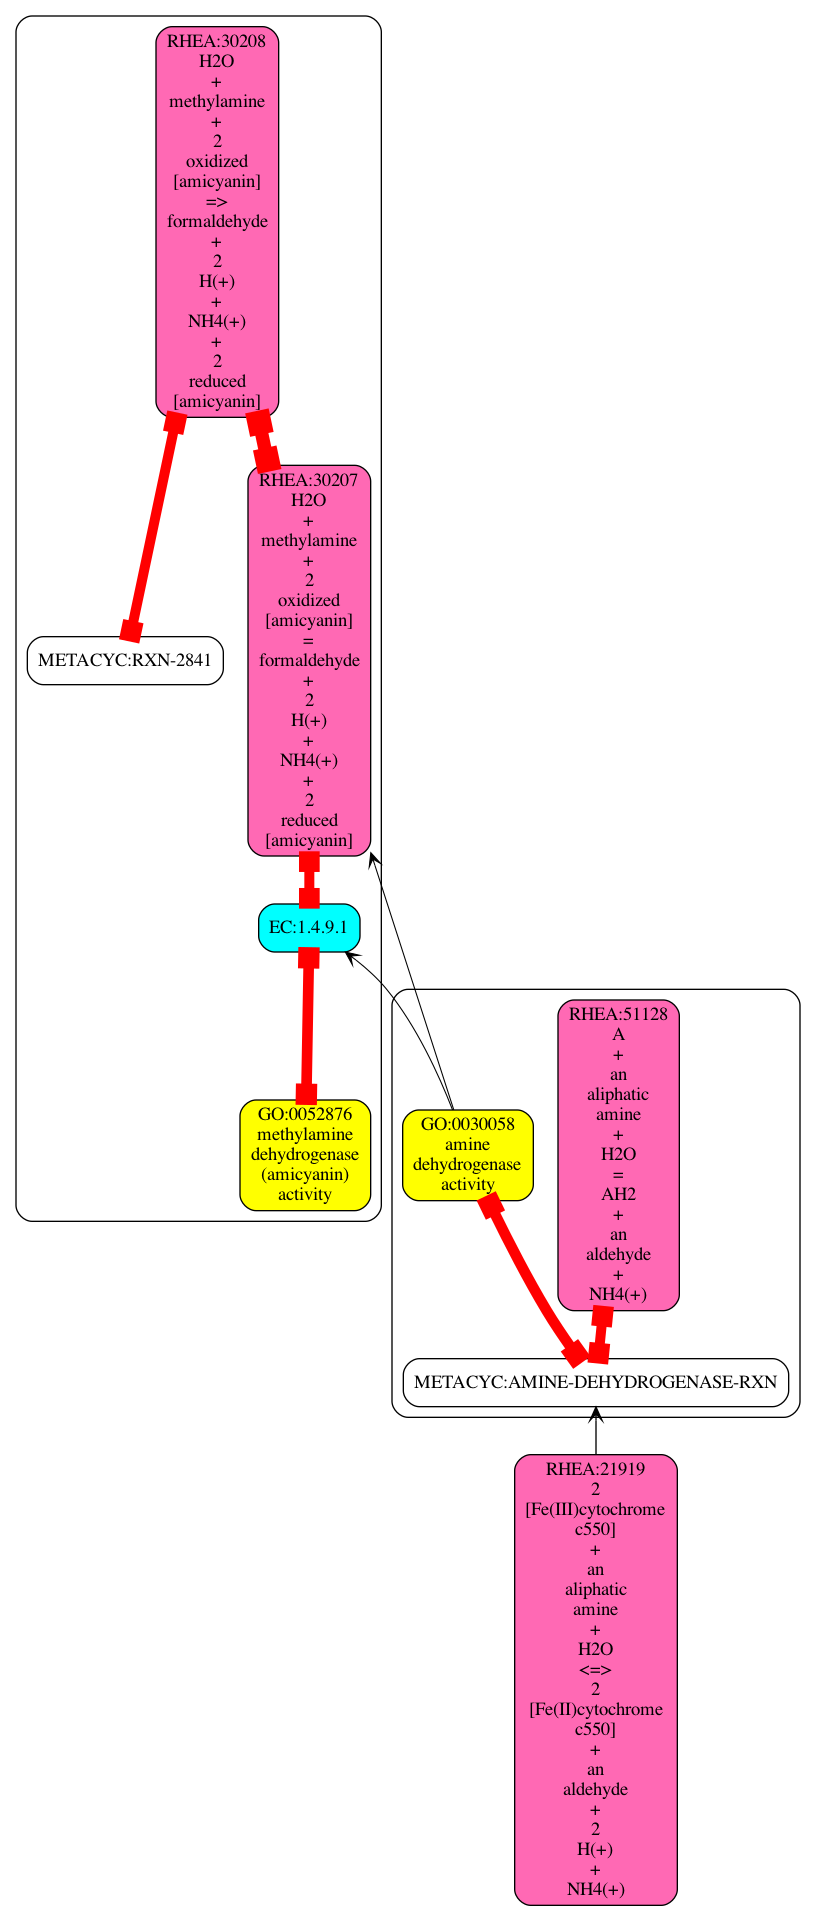 RHEA:30208
H2O
+
methylamine
+
2
oxidized
[amicyanin]
=>
formaldehyde
+
2
H(+)
+
NH4(+)
+
2
reduced
[amicyanin]
RHEA:30207
H2O
+
methylamine
+
2
oxidized
[amicyanin]
=
formaldehyde
+
2
H(+)
+
NH4(+)
+
2
reduced
[amicyanin]
METACYC:RXN-2841
EC:1.4.9.1
GO:0052876
methylamine
dehydrogenase
(amicyanin)
activity
GO:0030058
amine
dehydrogenase
activity
RHEA:51128
A
+
an
aliphatic
amine
+
H2O
=
AH2
+
an
aldehyde
+
NH4(+)
METACYC:AMINE-DEHYDROGENASE-RXN
RHEA:21919
2
[Fe(III)cytochrome
c550]
+
an
aliphatic
amine
+
H2O
<=>
2
[Fe(II)cytochrome
c550]
+
an
aldehyde
+
2
H(+)
+
NH4(+)